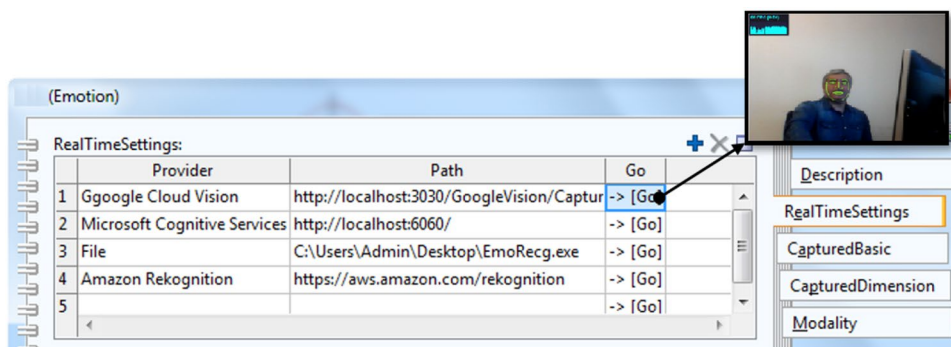 (Emotion)
RealTimeSettings:
Provider Path Go
1 Ggoogle Cloud Vision http://localhost:3030/GoogleVision/Captur -> [Go]
2 Microsoft Cognitive Services http://localhost:6060/ -> [Go]
3 File C:\Users\Admin\Desktop\EmoRecg.exe -> [Go]
4 Amazon Rekognition https://aws.amazon.com/rekognition -> [Go]
5 -> [Go]
Description
RealTimeSettings
CapturedBasic
CapturedDimension
Modality